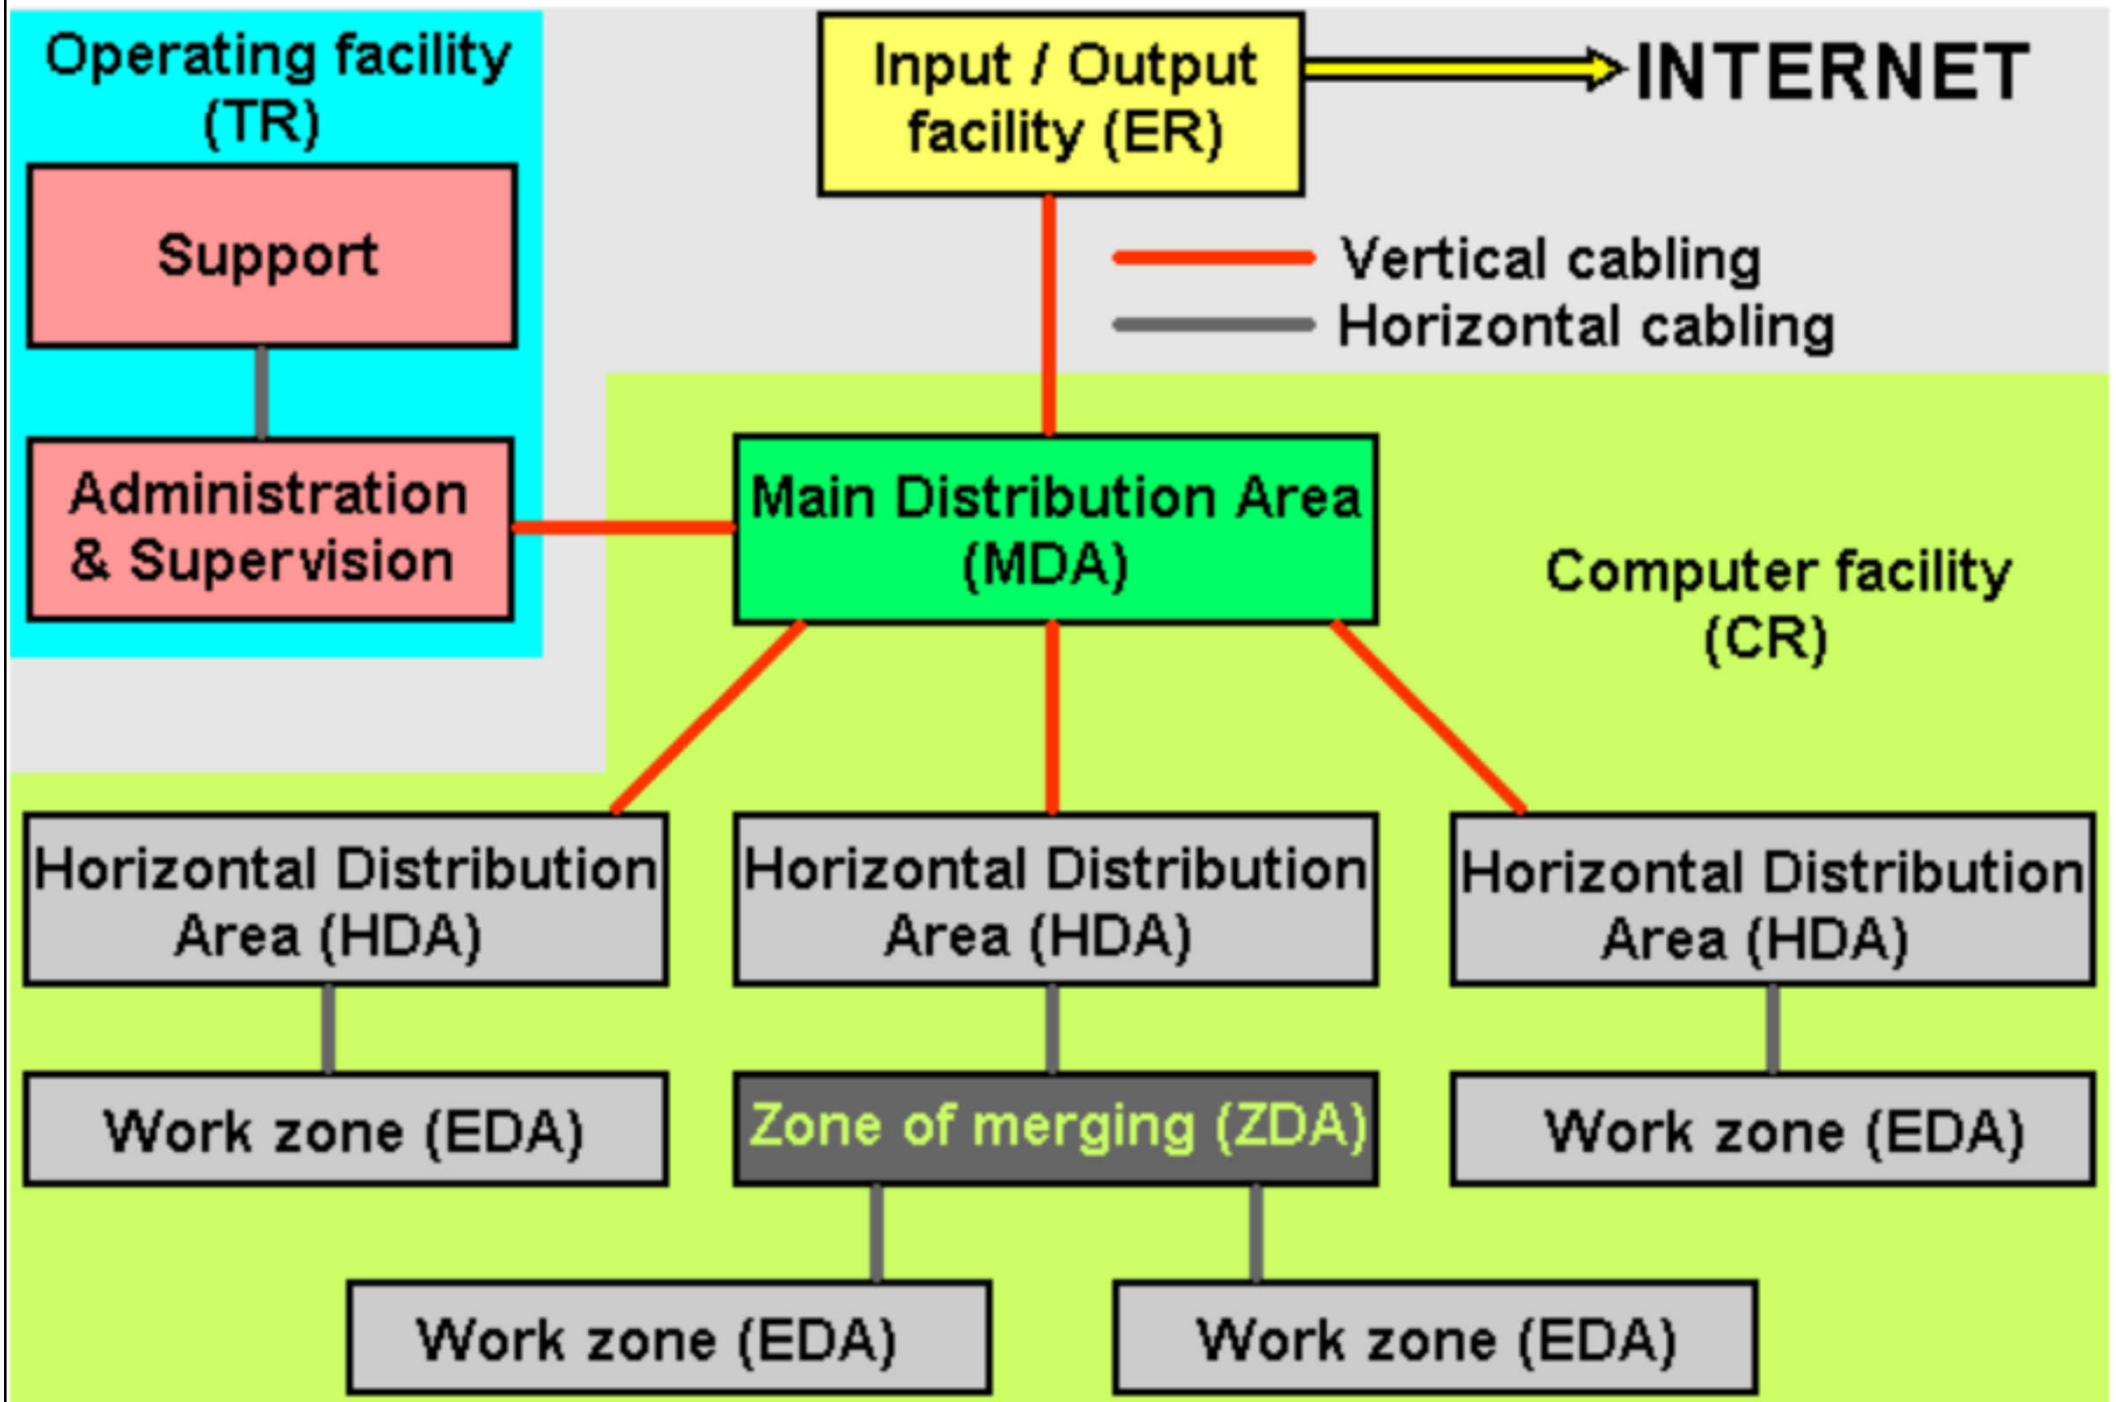 Operating facility
(TR)
Support
Administration
& Supervision
Input / Output
facility (ER)
INTERNET
Vertical cabling
Horizontal cabling
Main Distribution Area
(MDA)
Computer facility
(CR)
Horizontal Distribution
Area (HDA)
Horizontal Distribution
Area (HDA)
Horizontal Distribution
Area (HDA)
Work zone (EDA)
Zone of merging (ZDA)
Work zone (EDA)
Work zone (EDA)
Work zone (EDA)